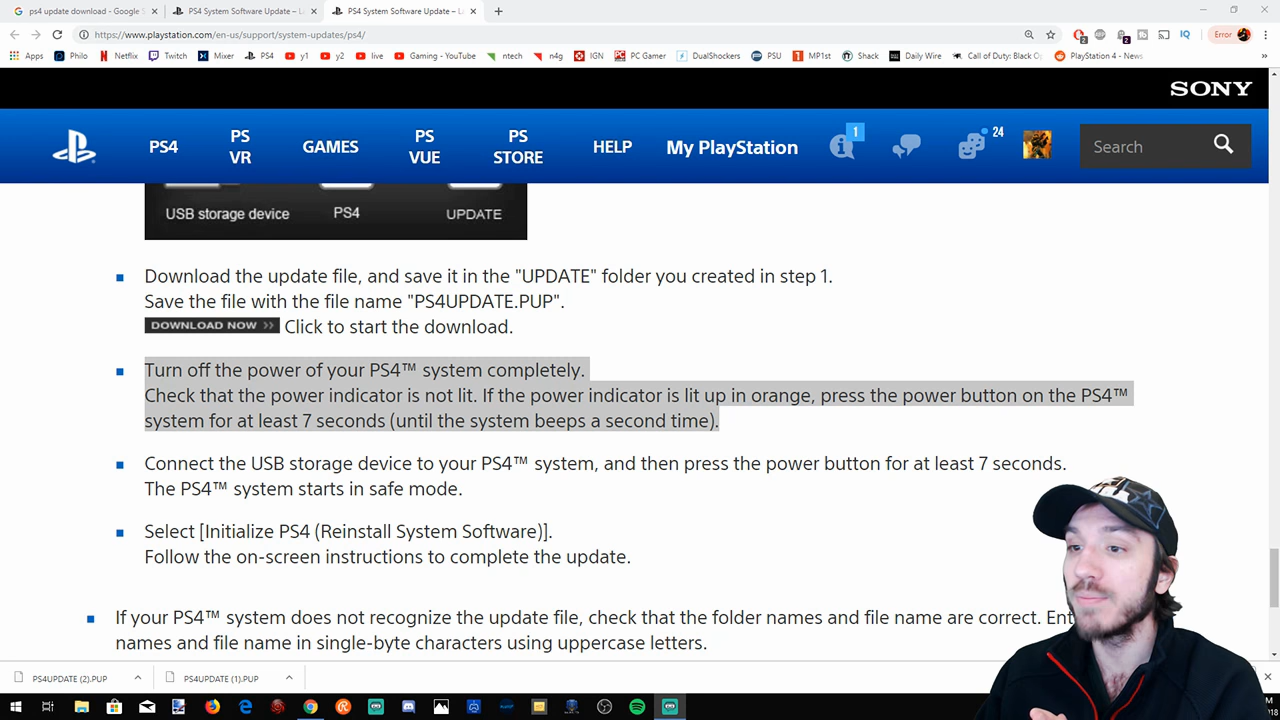 ps4 update download - Google S
PS4 System Software Update – L
PS4 System Software Update – L
https://www.playstation.com/en-us/support/system-updates/ps4/
Error
Apps Philo Netflix Twitch Mixer PS4 y1 y2 live Gaming - YouTube ntech n4g IGN PC Gamer DualShockers PSU MP1st Shack Daily Wire Call of Duty: Black Op PlayStation 4 - News
SONY
PS4 PS VR GAMES PS VUE PS STORE HELP My PlayStation 1 24 Search
USB storage device PS4 UPDATE
Download the update file, and save it in the "UPDATE" folder you created in step 1.
Save the file with the file name "PS4UPDATE.PUP".
DOWNLOAD NOW >> Click to start the download.
Turn off the power of your PS4™ system completely.
Check that the power indicator is not lit. If the power indicator is lit up in orange, press the power button on the PS4™
system for at least 7 seconds (until the system beeps a second time).
Connect the USB storage device to your PS4™ system, and then press the power button for at least 7 seconds.
The PS4™ system starts in safe mode.
Select [Initialize PS4 (Reinstall System Software)].
Follow the on-screen instructions to complete the update.
If your PS4™ system does not recognize the update file, check that the folder names and file name are correct. Ent
names and file name in single-byte characters using uppercase letters.
PS4UPDATE (2).PUP PS4UPDATE (1).PUP